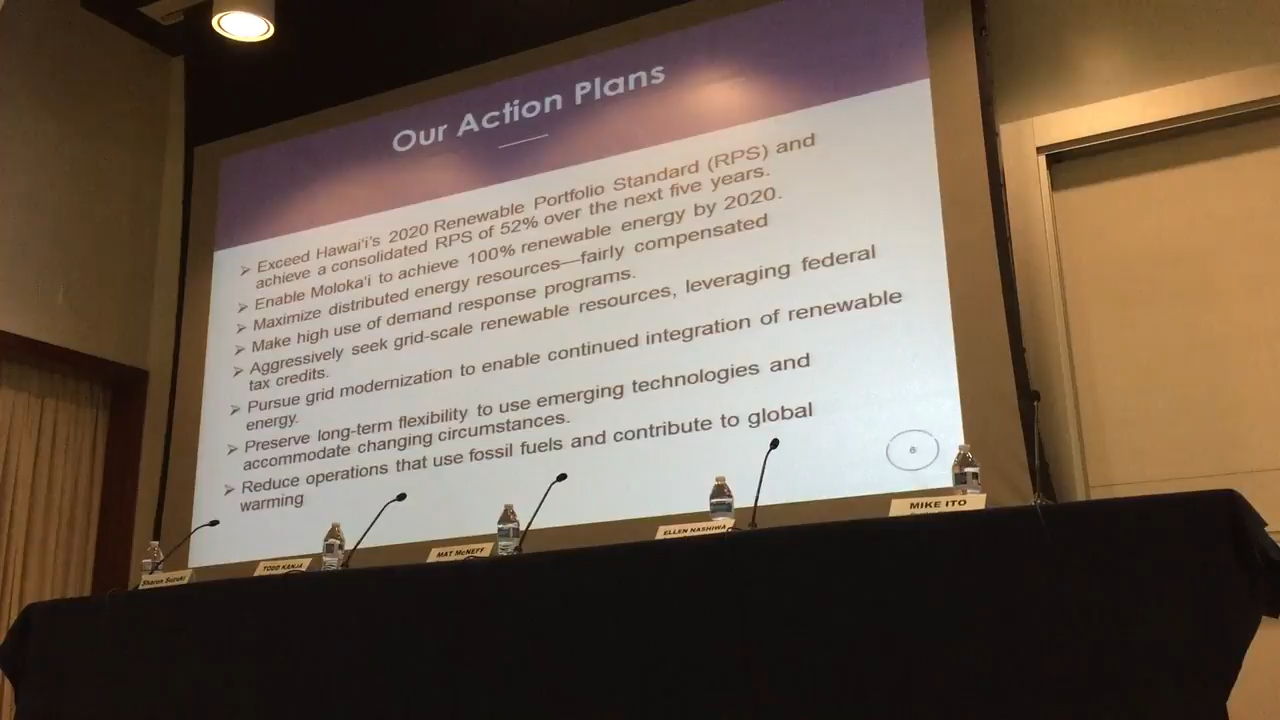 Our Action Plans
➢ Exceed Hawai‘i’s 2020 Renewable Portfolio Standard (RPS) and
achieve a consolidated RPS of 52% over the next five years.
➢ Enable Moloka‘i to achieve 100% renewable energy by 2020.
➢ Maximize distributed energy resources—fairly compensated
➢ Make high use of demand response programs.
➢ Aggressively seek grid-scale renewable resources, leveraging federal
tax credits.
➢ Pursue grid modernization to enable continued integration of renewable
energy.
➢ Preserve long-term flexibility to use emerging technologies and
accommodate changing circumstances.
➢ Reduce operations that use fossil fuels and contribute to global
warming
6
Sharon Suzuki
TODD KANJA
MAT McNEFF
ELLEN NASHIWA
MIKE ITO